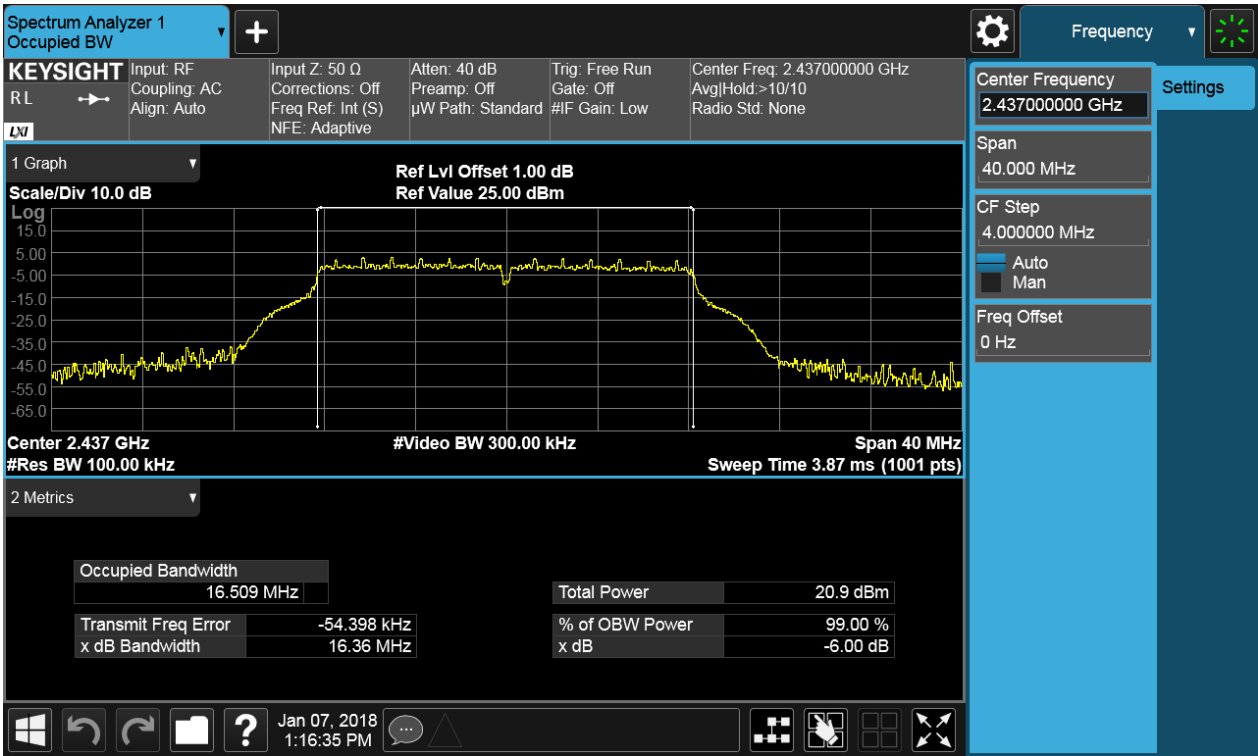 Spectrum Analyzer 1
Occupied BW
+
Frequency
KEYSIGHT
R L
LXI
Input: RF
Coupling: AC
Align: Auto
Input Z: 50 Ω
Corrections: Off
Freq Ref: Int (S)
NFE: Adaptive
Atten: 40 dB
Preamp: Off
µW Path: Standard
Trig: Free Run
Gate: Off
#IF Gain: Low
Center Freq: 2.437000000 GHz
Avg|Hold:>10/10
Radio Std: None
1 Graph
Scale/Div 10.0 dB
Ref Lvl Offset 1.00 dB
Ref Value 25.00 dBm
Log
15.0
5.00
-5.00
-15.0
-25.0
-35.0
-45.0
-55.0
-65.0
Center 2.437 GHz
#Video BW 300.00 kHz
Span 40 MHz
#Res BW 100.00 kHz
Sweep Time 3.87 ms (1001 pts)
2 Metrics
Occupied Bandwidth
16.509 MHz
Total Power 20.9 dBm
Transmit Freq Error -54.398 kHz
% of OBW Power 99.00 %
x dB Bandwidth 16.36 MHz
x dB -6.00 dB
?
Jan 07, 2018
1:16:35 PM
Center Frequency
2.437000000 GHz
Settings
Span
40.000 MHz
CF Step
4.000000 MHz
Auto
Man
Freq Offset
0 Hz